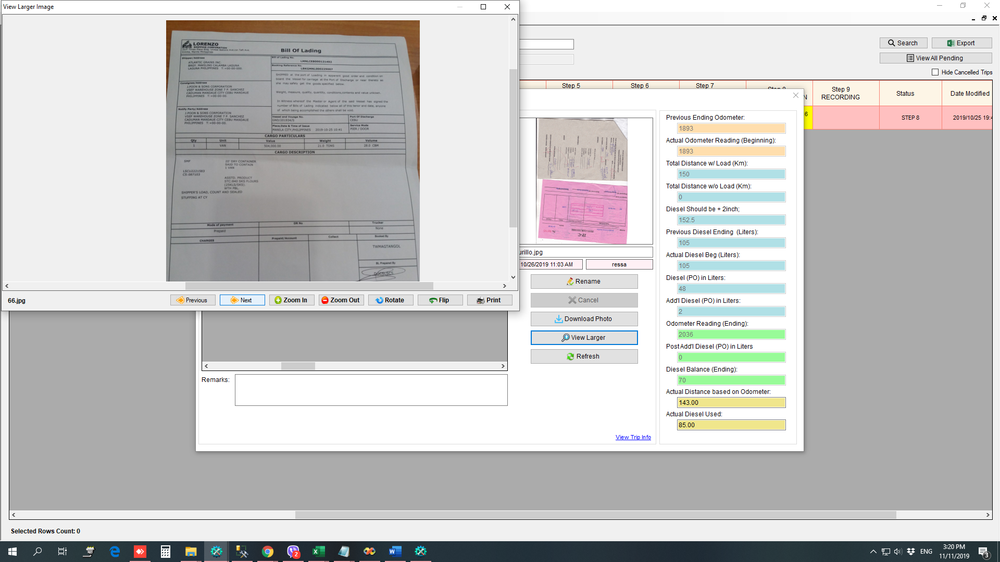 View Larger Image
LORENZO
SHIPPING CORPORATION
Bill Of Lading
Shipper/Address
ATLANTIC GRAINS INC.
BRGY. MAKILING CALAMBA LAGUNA
LAGUNA PHILIPPINES T:+00-00-000.
Bill of Lading No.
LMNLCEB000121492
Booking Reference No.
LBKGMNL000225007
SHIPPED at the port of Loading in apparent good order and condition on
board the Vessel for carriage at the Port of Discharge or near thereto as
she may safely get the goods specified below.
Weight, measure, quality, quantity, conditions,contents and value unkown.
In Witness whereof the Master or Agent of the said Vessel has signed the
number of Bills of Lading indicated below all of this tenor and date, anyone
of which being accomplished the others shall be void.
Consignee/Address
J.POON & SONS CORPORATION
VSEF WAREHOUSE ZONE 7 P. SANCHEZ
CADUMAN MANDAUE CITY CEBU MANDAUE
PHILIPPINES T:+00-00-00.
Notify Party/Address
J.POON & SONS CORPORATION
VSEF WAREHOUSE ZONE 7 P. SANCHEZ
CADUMAN MANDAUE CITY CEBU MANDAUE
PHILIPPINES T:+00-00-00.
Vessel and Voyage No. Port Of Discharge
GND/201934/S CEBU
Place,Date & Time of Issue Service Mode
MANILA CITY,PHILIPPINES 2019-10-25 10:41 PIER / DOOR
CARGO PARTICULARS
Qty Unit Value Weight Volume
1 VAN 504,000.00 21.0 TONS 28.0 CBM
CARGO DESCRIPTION
SMF 20' DRY CONTAINER
SAID TO CONTAIN
1 VAN
LSCU2221583
CS:087103
ASSTD. PRODUCT
STC:840 SKS FLOURS
(25KLS/SKS).
WTH PBL.
SHIPPER'S LOAD, COUNT AND SEALED
STUFFING AT CY
Mode of payment OR No Trucker
Prepaid None
CHARGES Prepaid/Account Collect Booked By
TWMAGTANGOL
BL Prepared By
66.jpg
Previous
Next
Zoom In
Zoom Out
Rotate
Flip
Print
Search
Export
View All Pending
Hide Cancelled Trips
Step 5 Step 6 Step 7
Step 9
RECORDING
Status
Date Modified
6
STEP 8
2019/10/25 19:4
JP-C
urillo.jpg
10/26/2019 11:03 AM
ressa
Rename
Cancel
Download Photo
View Larger
Refresh
Remarks:
View Trip Info
Previous Ending Odometer:
1893
Actual Odometer Reading (Beginning):
1893
Total Distance w/ Load (Km):
150
Total Distance w/o Load (Km):
0
Diesel Should be + 2inch;
152.5
Previous Diesel Ending (Liters):
105
Actual Diesel Beg (Liters):
105
Diesel (PO) in Liters:
48
Add'l Diesel (PO) in Liters:
2
Odometer Reading (Ending):
2036
Post Add'l Diesel (PO) in Liters
0
Diesel Balance (Ending):
70
Actual Distance based on Odometer:
143.00
Actual Diesel Used:
85.00
Selected Rows Count: 0
2
ENG
3:20 PM
11/11/2019
3